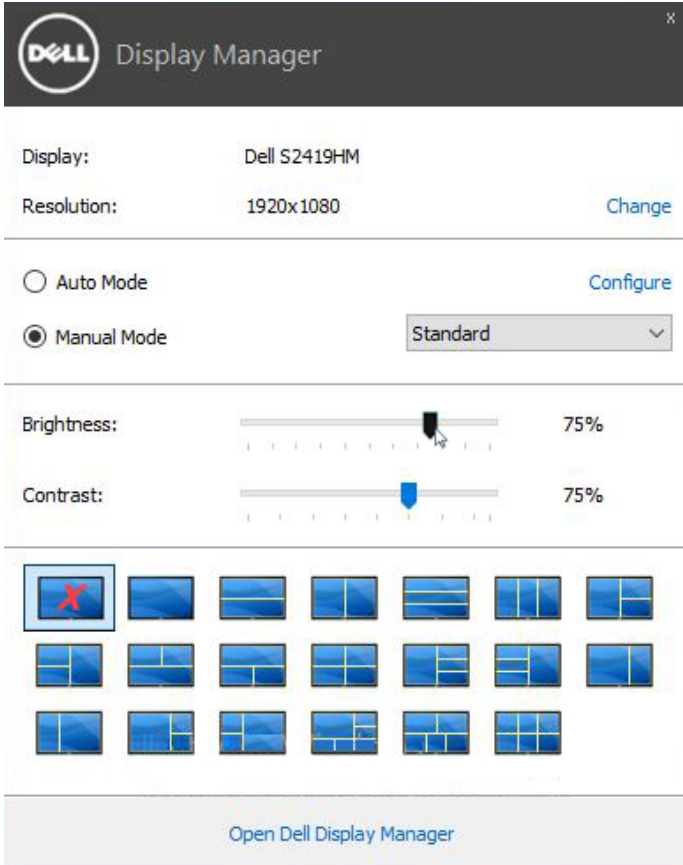 x
DELL Display Manager
Display: Dell S2419HM
Resolution: 1920x1080 Change
Auto Mode Configure
Manual Mode Standard
Brightness: 75%
Contrast: 75%
X
Open Dell Display Manager